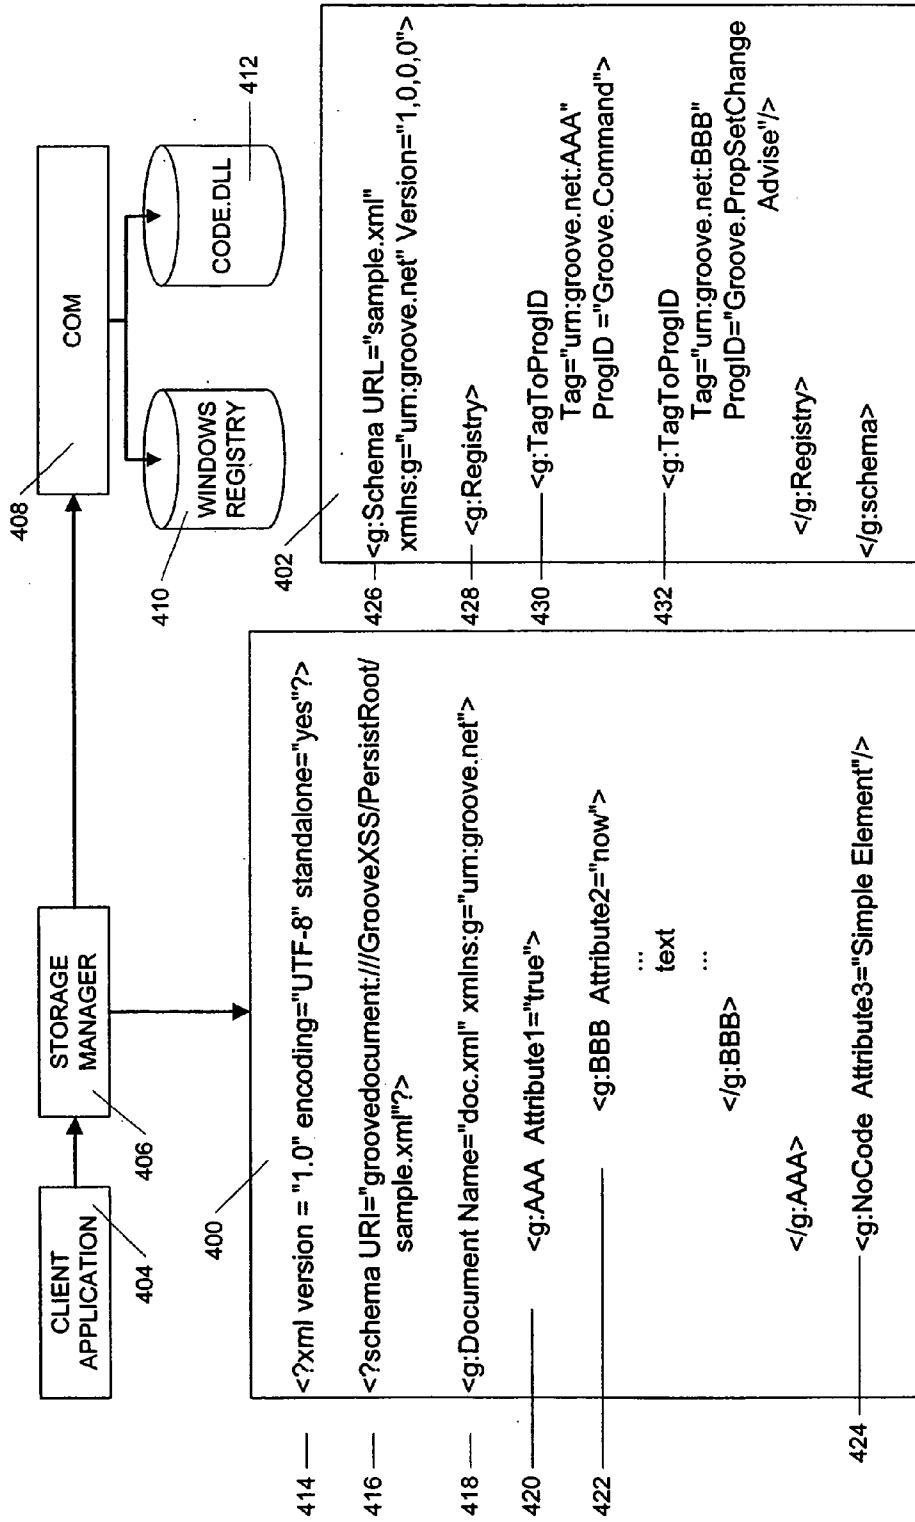 CLIENT
APPLICATION
404
STORAGE
MANAGER
406
COM
408
WINDOWS
REGISTRY
410
CODE.DLL
412
400
414
<?xml version = "1.0" encoding="UTF-8" standalone="yes"?>
416
<?schema URI="groovedocument:///GrooveXSS/PersistRoot/
sample.xml"?>
418
<g:Document Name="doc.xml" xmlns:g="urn:groove.net">
420
<g:AAA Attribute1="true">
422
<g:BBB Attribute2="now">
...
text
...
</g:BBB>
</g:AAA>
424
<g:NoCode Attribute3="Simple Element"/>
402
426
<g:Schema URL="sample.xml"
xmlns:g="urn:groove.net" Version="1,0,0,0">
428
<g:Registry>
430
<g:TagToProgID
Tag="urn:groove.net:AAA"
ProgID ="Groove.Command">
432
<g:TagToProgID
Tag="urn:groove.net:BBB"
ProgID="Groove.PropSetChange
Advise"/>
</g:Registry>
</g:schema>